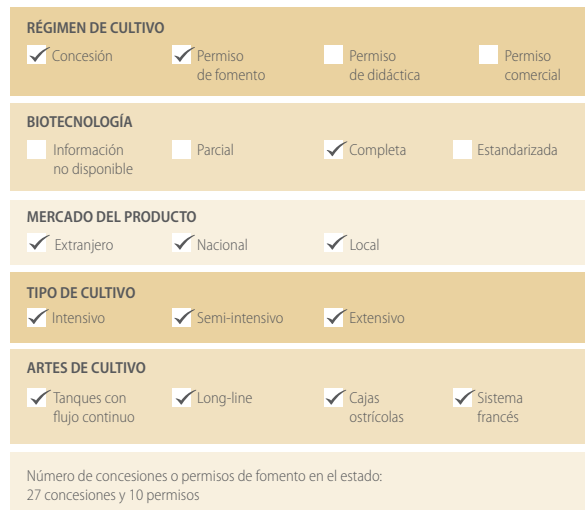 RÉGIMEN DE CULTIVO
Concesión Permiso de fomento Permiso de didáctica Permiso comercial
BIOTECNOLOGÍA
Información no disponible Parcial Completa Estandarizada
MERCADO DEL PRODUCTO
Extranjero Nacional Local
TIPO DE CULTIVO
Intensivo Semi-intensivo Extensivo
ARTES DE CULTIVO
Tanques con flujo continuo Long-line Cajas ostrícolas Sistema francés
Número de concesiones o permisos de fomento en el estado:
27 concesiones y 10 permisos